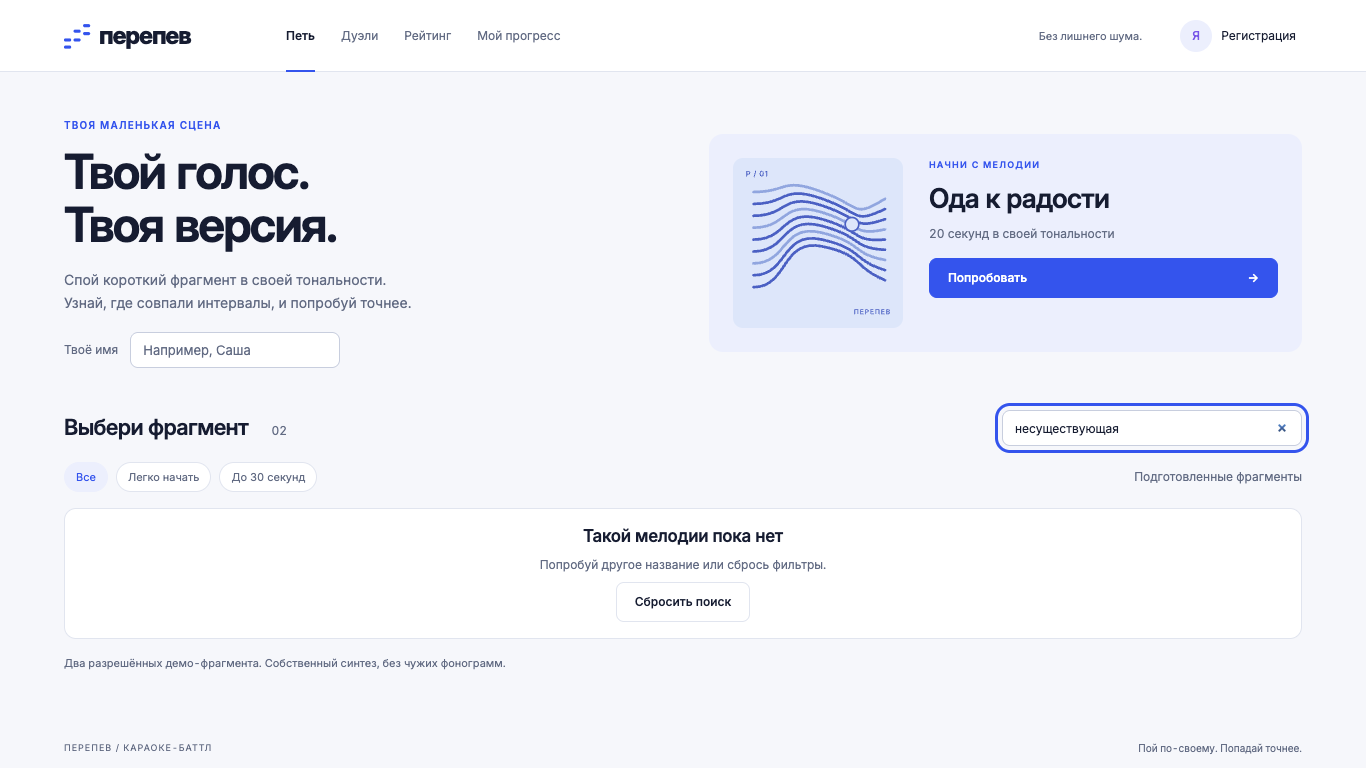 перепев
Петь
Дуэли
Рейтинг
Мой прогресс
Без лишнего шума.
Я
Регистрация
ТВОЯ МАЛЕНЬКАЯ СЦЕНА
Твой голос.
Твоя версия.
Спой короткий фрагмент в своей тональности.
Узнай, где совпали интервалы, и попробуй точнее.
Твоё имя
Например, Саша
P / 01
ПЕРЕПЕВ
НАЧНИ С МЕЛОДИИ
Ода к радости
20 секунд в своей тональности
Попробовать →
Выбери фрагмент 02
несуществующая ×
Все
Легко начать
До 30 секунд
Подготовленные фрагменты
Такой мелодии пока нет
Попробуй другое название или сбрось фильтры.
Сбросить поиск
Два разрешённых демо-фрагмента. Собственный синтез, без чужих фонограмм.
ПЕРЕПЕВ / КАРАОКЕ-БАТТЛ
Пой по-своему. Попадай точнее.